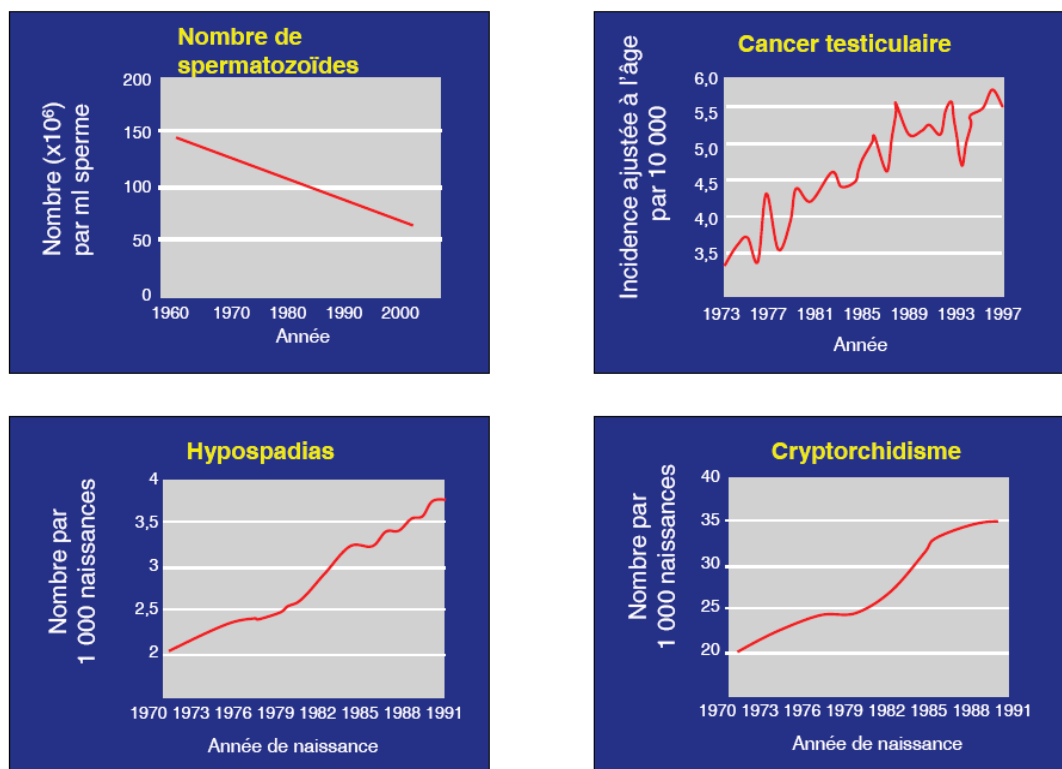 Nombre de
spermatozoïdes
Nombre (x10⁶)
par ml sperme
200
150
100
50
0
1960 1970 1980 1990 2000
Année
Cancer testiculaire
Incidence ajustée à l'âge
par 10 000
6,0
5,5
5,0
4,5
4,0
3,5
1973 1977 1981 1985 1989 1993 1997
Année
Hypospadias
Nombre par
1 000 naissances
4
3,5
3
2,5
2
1970 1973 1976 1979 1982 1985 1988 1991
Année de naissance
Cryptorchidisme
Nombre par
1 000 naissances
40
35
30
25
20
1970 1973 1976 1979 1982 1985 1988 1991
Année de naissance